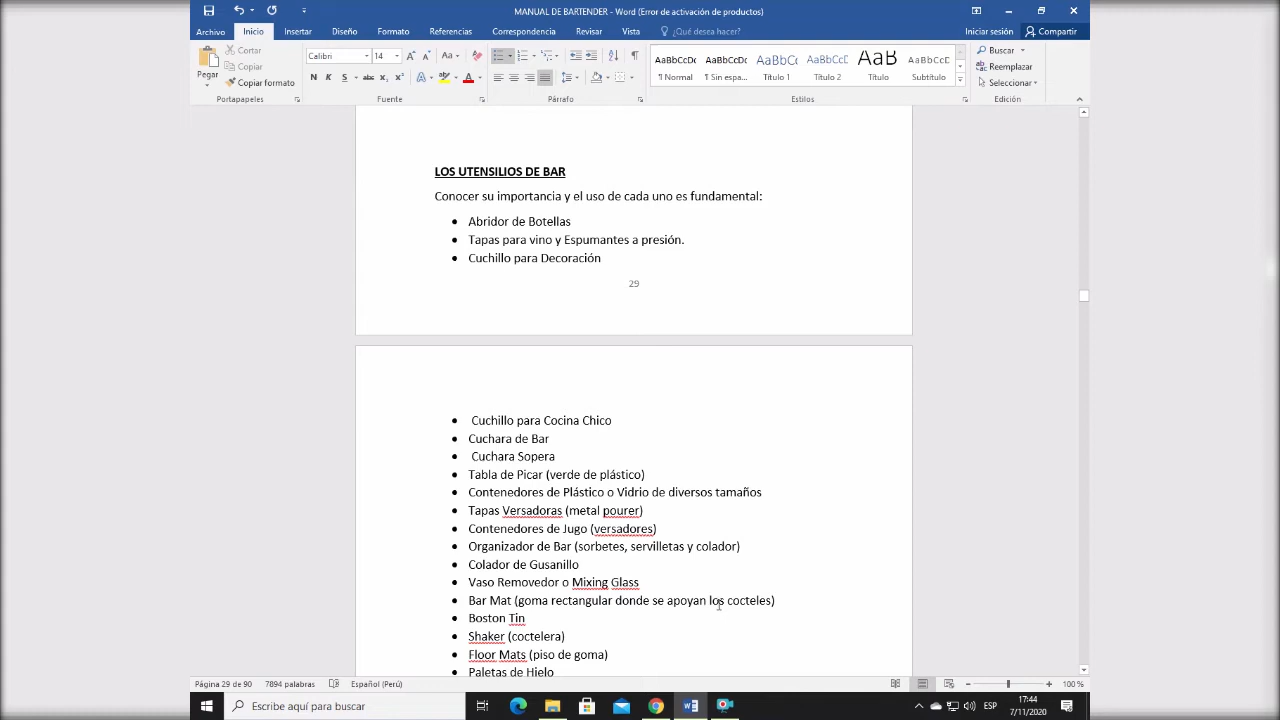 MANUAL DE BARTENDER - Word (Error de activación de productos)
Archivo Inicio Insertar Diseño Formato Referencias Correspondencia Revisar Vista ¿Qué desea hacer? Iniciar sesión Compartir
Pegar
Cortar
Copiar
Copiar formato
Portapapeles
Calibri 14
N K S abc
Fuente
Párrafo
AaBbCcDc AaBbCcDc AaBbCc AaBbCcD AaB AaBbCcD
¶ Normal ¶ Sin espa... Título 1 Título 2 Título Subtítulo
Estilos
Buscar
Reemplazar
Seleccionar
Edición
LOS UTENSILIOS DE BAR
Conocer su importancia y el uso de cada uno es fundamental:
• Abridor de Botellas
• Tapas para vino y Espumantes a presión.
• Cuchillo para Decoración
29
• Cuchillo para Cocina Chico
• Cuchara de Bar
• Cuchara Sopera
• Tabla de Picar (verde de plástico)
• Contenedores de Plástico o Vidrio de diversos tamaños
• Tapas Versadoras (metal pourer)
• Contenedores de Jugo (versadores)
• Organizador de Bar (sorbetes, servilletas y colador)
• Colador de Gusanillo
• Vaso Removedor o Mixing Glass
• Bar Mat (goma rectangular donde se apoyan los cocteles)
• Boston Tin
• Shaker (coctelera)
• Floor Mats (piso de goma)
• Paletas de Hielo
Página 29 de 90 7894 palabras Español (Perú) 100 %
Escribe aquí para buscar
ESP
17:44
7/11/2020